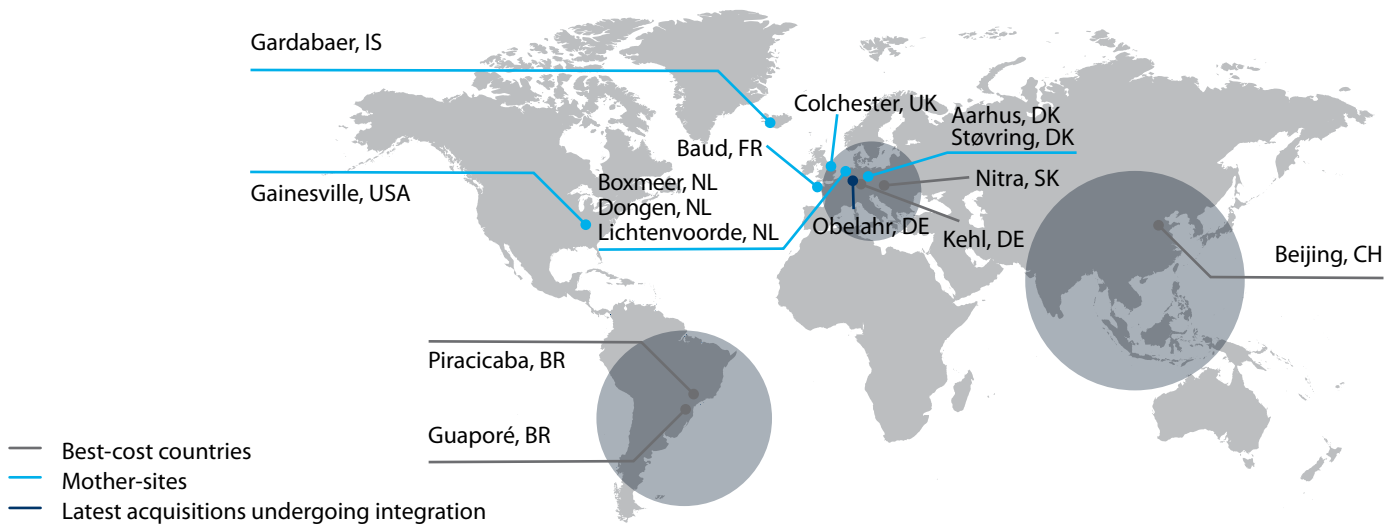 Gardabaer, IS
Colchester, UK
Aarhus, DK
Støvring, DK
Baud, FR
Gainesville, USA
Boxmeer, NL
Dongen, NL
Lichtenvoorde, NL
Nitra, SK
Obelahr, DE
Kehl, DE
Beijing, CH
Piracicaba, BR
Guaporé, BR
Best-cost countries
Mother-sites
Latest acquisitions undergoing integration